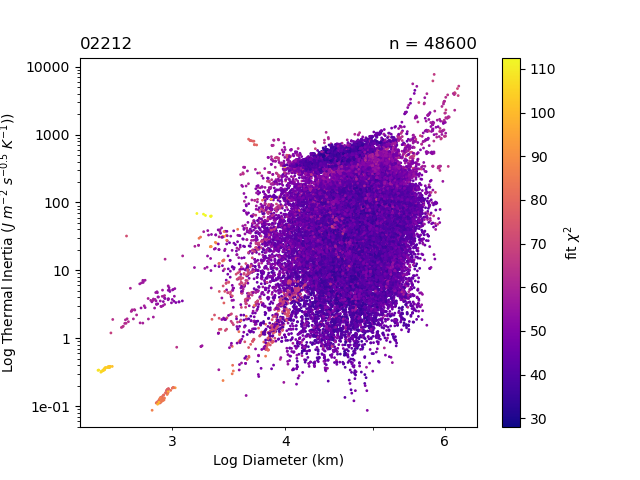 02212 n = 48600
Log Thermal Inertia (J m⁻² s⁻⁰·⁵ K⁻¹))
10000
1000
100
10
1
1e-01
3 4 6
Log Diameter (km)
110
100
90
80
70
60
50
40
30
fit χ²